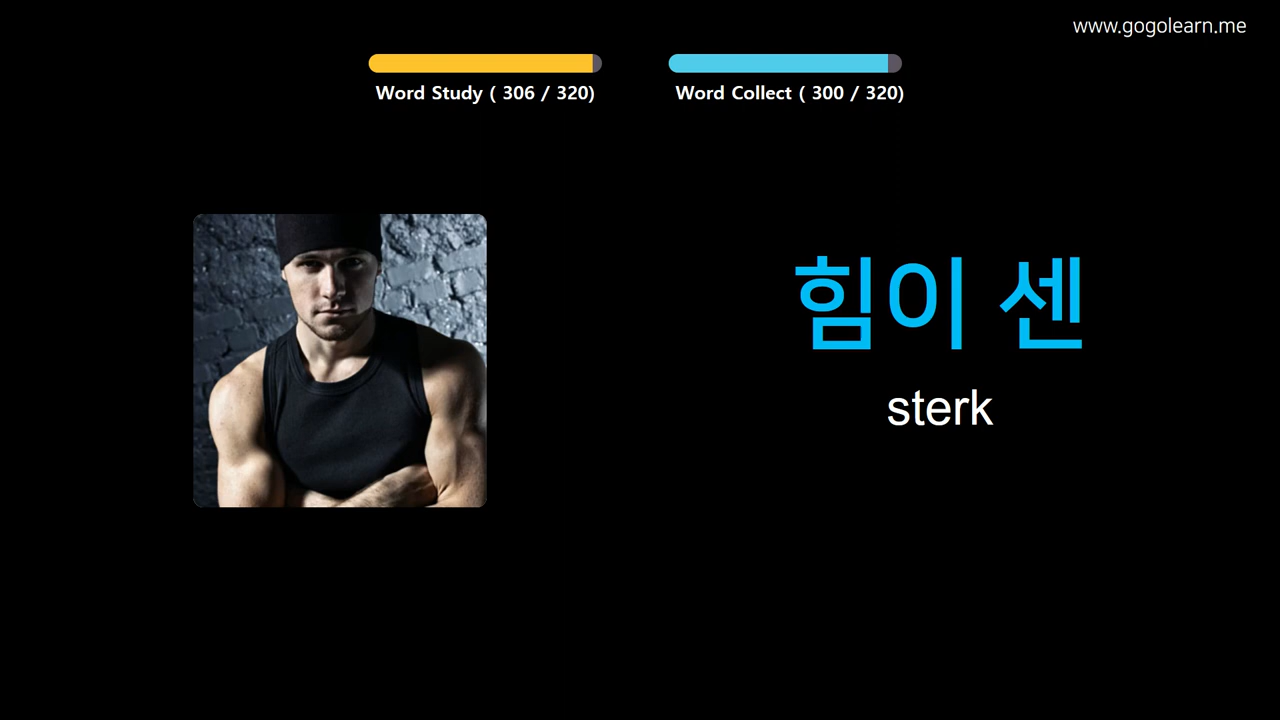 www.gogolearn.me
Word Study ( 306 / 320)
Word Collect ( 300 / 320)
힘이 센
sterk